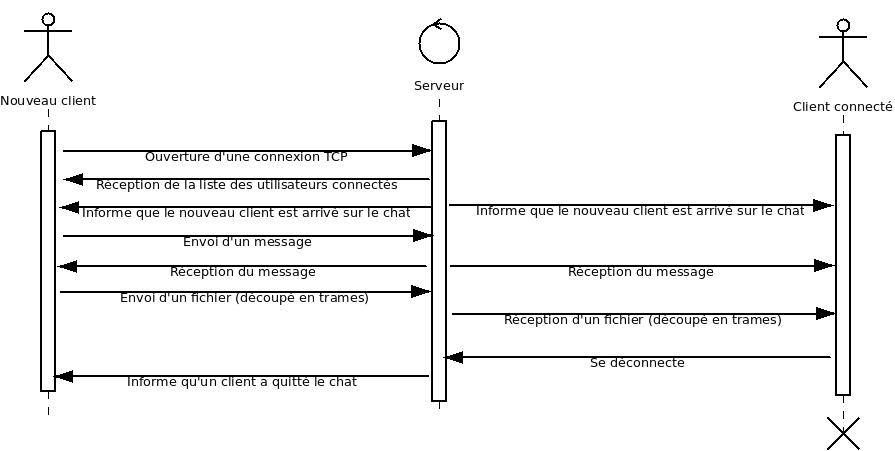 Serveur
Nouveau client
Client connecté
Ouverture d'une connexion TCP
Réception de la liste des utilisateurs connectés
Informe que le nouveau client est arrivé sur le chat
Informe que le nouveau client est arrivé sur le chat
Envoi d'un message
Réception du message
Réception du message
Envoi d'un fichier (découpé en trames)
Réception d'un fichier (découpé en trames)
Se déconnecte
Informe qu'un client a quitté le chat